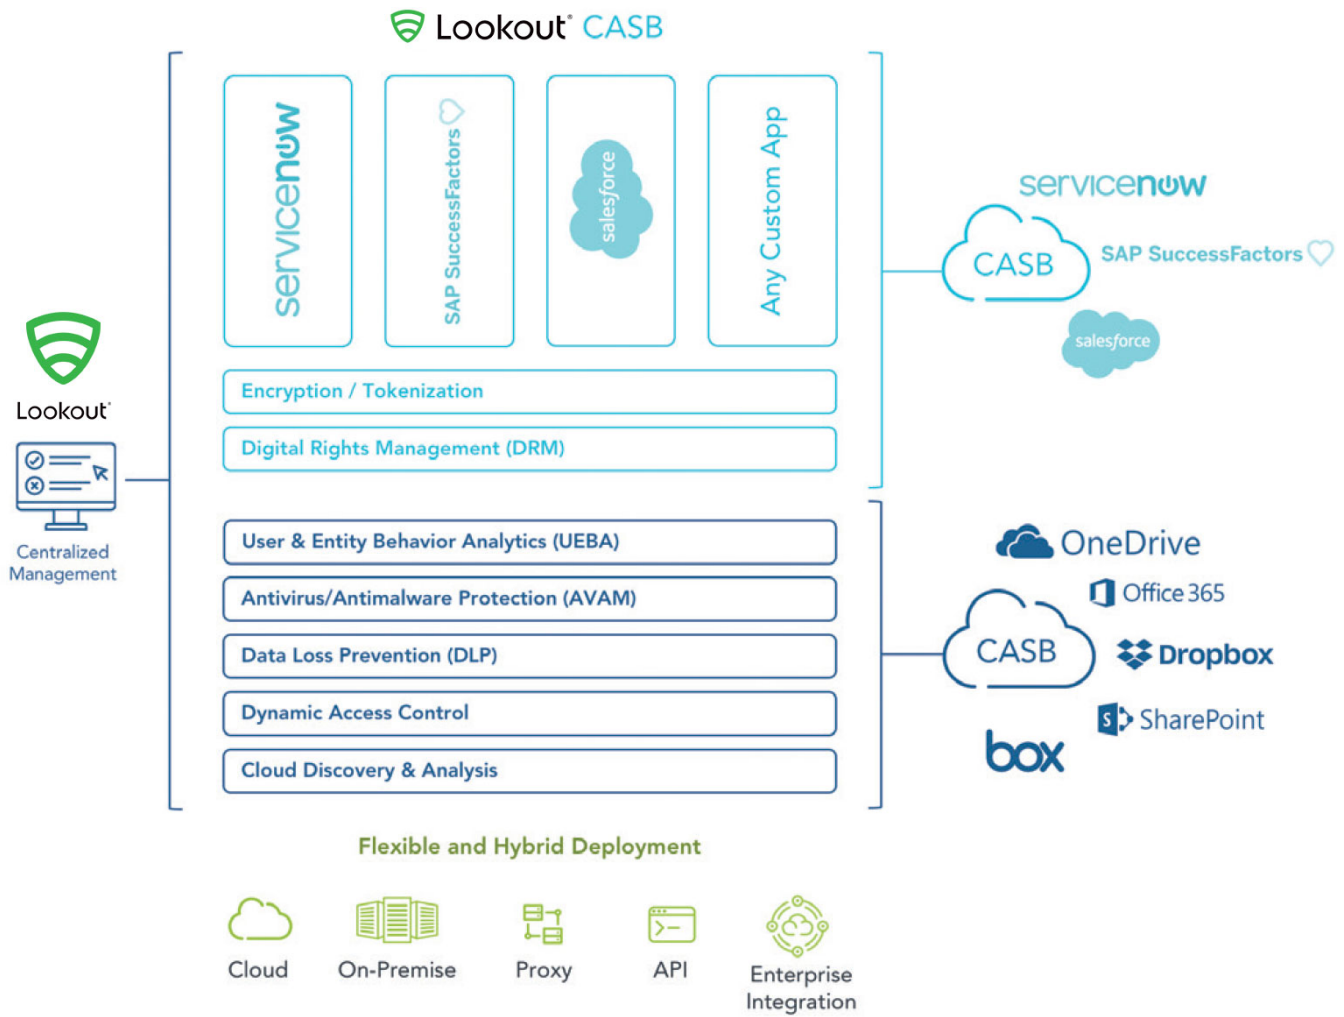 Lookout® CASB
servicenow
SAP SuccessFactors
salesforce
Any Custom App
Encryption / Tokenization
Digital Rights Management (DRM)
servicenow
CASB
SAP SuccessFactors
salesforce
Lookout®
Centralized
Management
User & Entity Behavior Analytics (UEBA)
Antivirus/Antimalware Protection (AVAM)
Data Loss Prevention (DLP)
Dynamic Access Control
Cloud Discovery & Analysis
OneDrive
Office 365
CASB
Dropbox
S
SharePoint
box
Flexible and Hybrid Deployment
Cloud
On-Premise
Proxy
API
Enterprise
Integration